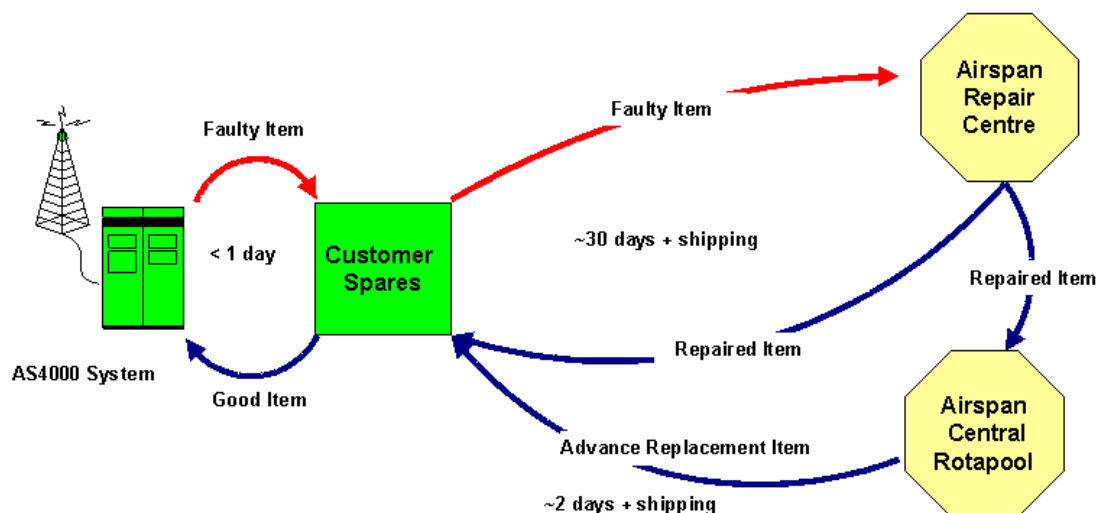 Airspan
Repair
Centre
Faulty Item
Faulty Item
< 1 day
Customer
Spares
~30 days + shipping
Repaired Item
Repaired Item
AS4000 System
Good Item
Airspan
Central
Rotapool
Advance Replacement Item
~2 days + shipping